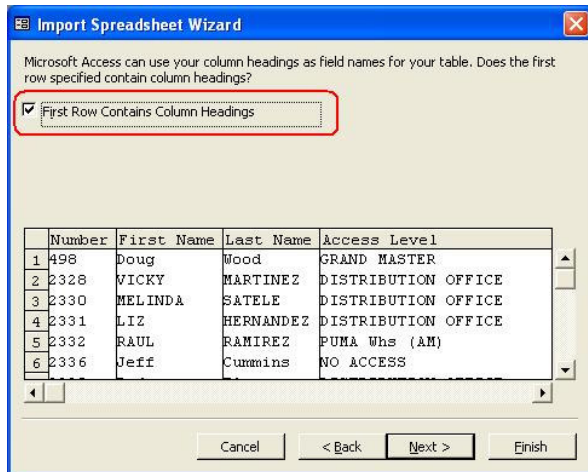 Import Spreadsheet Wizard
Microsoft Access can use your column headings as field names for your table. Does the first
row specified contain column headings?
First Row Contains Column Headings
Number First Name Last Name Access Level
1 498 Doug Wood GRAND MASTER
2 2328 VICKY MARTINEZ DISTRIBUTION OFFICE
3 2330 MELINDA SATELE DISTRIBUTION OFFICE
4 2331 LIZ HERNANDEZ DISTRIBUTION OFFICE
5 2332 RAUL RAMIREZ PUMA Whs (AM)
6 2336 Jeff Cummins NO ACCESS
Cancel < Back Next > Finish